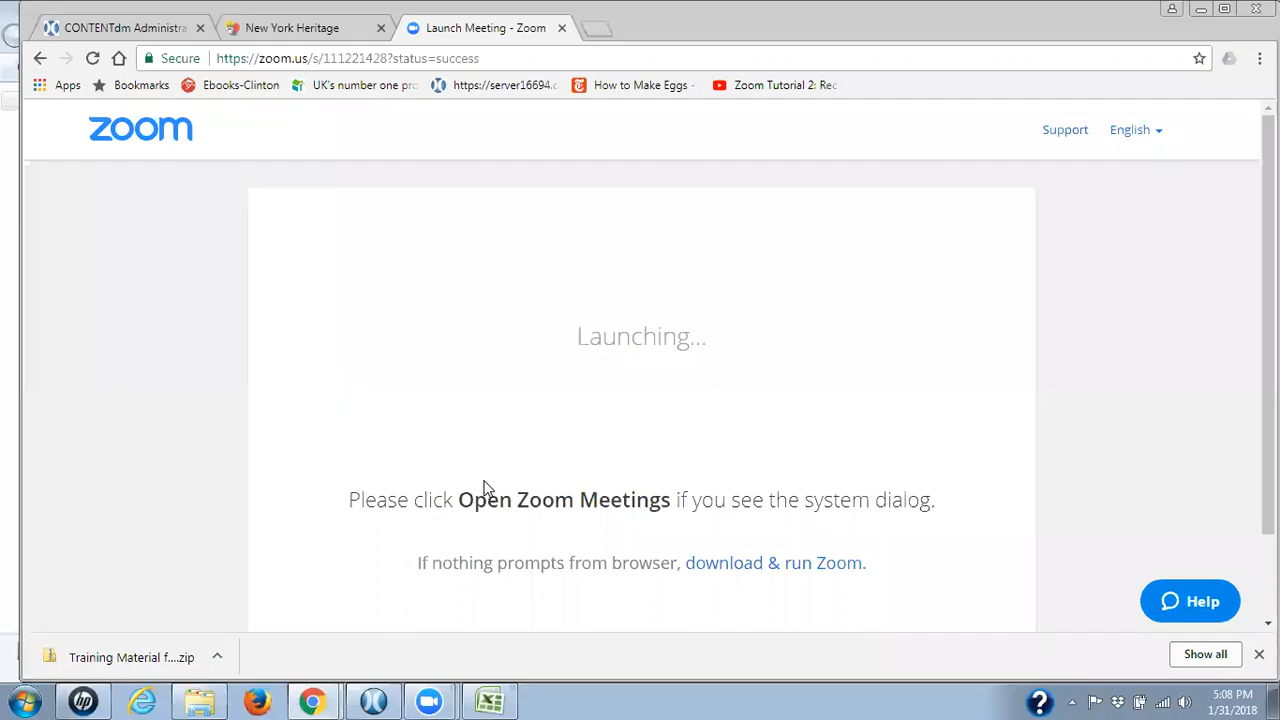 CONTENTdm Administra
New York Heritage
Launch Meeting - Zoom
Secure
https://zoom.us/s/111221428?status=success
Apps
Bookmarks
Ebooks-Clinton
UK's number one pro
https://server16694.c
How to Make Eggs -
Zoom Tutorial 2: Rec
zoom
Support
English
Launching...
Please click Open Zoom Meetings if you see the system dialog.
If nothing prompts from browser, download & run Zoom.
Help
Training Material f....zip
Show all
hp
5:08 PM
1/31/2018